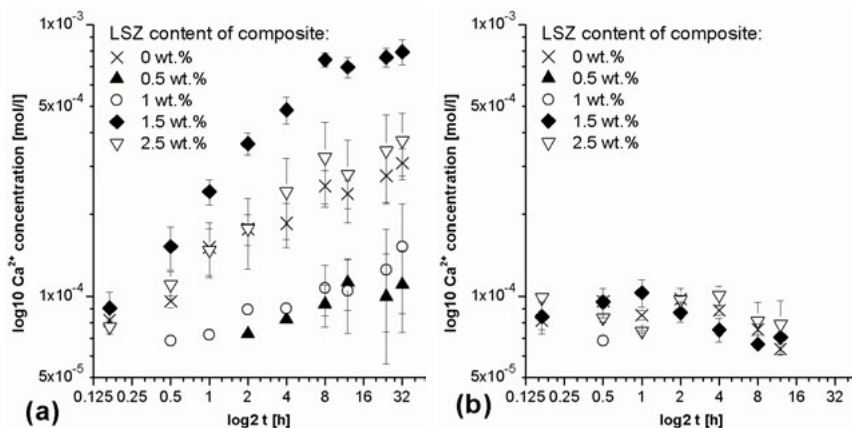 LSZ content of composite:
0 wt.%
0.5 wt.%
1 wt.%
1.5 wt.%
2.5 wt.%
1x10⁻³
5x10⁻⁴
1x10⁻⁴
5x10⁻⁵
log10 Ca²⁺ concentration [mol/l]
0.125
0.5
1
2
4
8
16
32
log2 t [h]
(a)
LSZ content of composite:
0 wt.%
0.5 wt.%
1 wt.%
1.5 wt.%
2.5 wt.%
1x10⁻³
5x10⁻⁴
1x10⁻⁴
5x10⁻⁵
log10 Ca²⁺ concentration [mol/l]
0.125
0.5
1
2
4
8
16
32
log2 t [h]
(b)